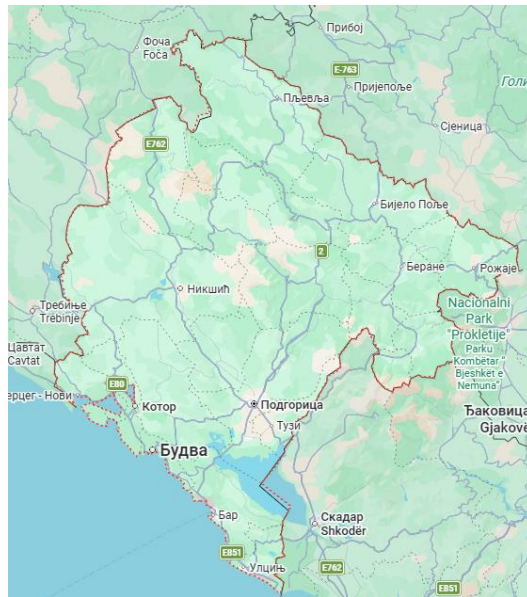 Прибој
Фоча
Foča
E-763
Пријепоље
Голи
Пљевља
Сјеница
E762
Бијело Поље
2
Беране
Рожаје
Никшић
Требиње
Trebinje
Nacionalni
Park
"Prokletije"
Parku
Kombëtar "
Bjeshkët e
Nemuna"
Цавтат
Cavtat
E80
ерцег - Нови
Котор
Подгорица
Ђаковица
Gjakovë
Тузи
Будва
Бар
Скадар
Shkodër
E851
Улцињ
E762
E851